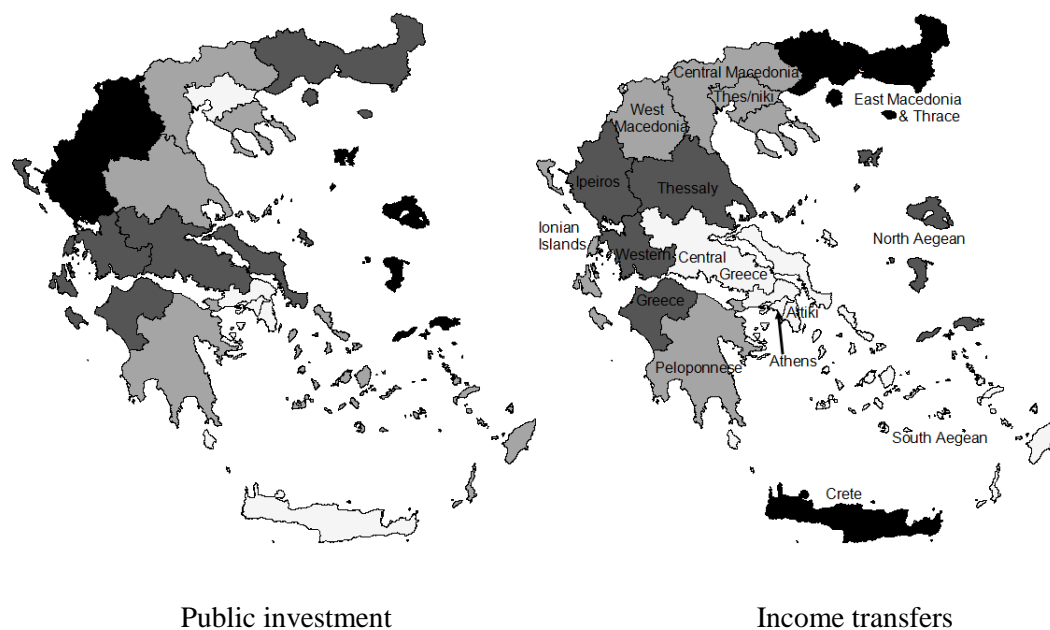 Central Macedonia
Thes/niki
East Macedonia
& Thrace
West
Macedonia
Ipeiros
Thessaly
Ionian
Islands
North Aegean
Western
Central
Greece
Greece
Attiki
Athens
Peloponnese
South Aegean
Crete
Public investment
Income transfers